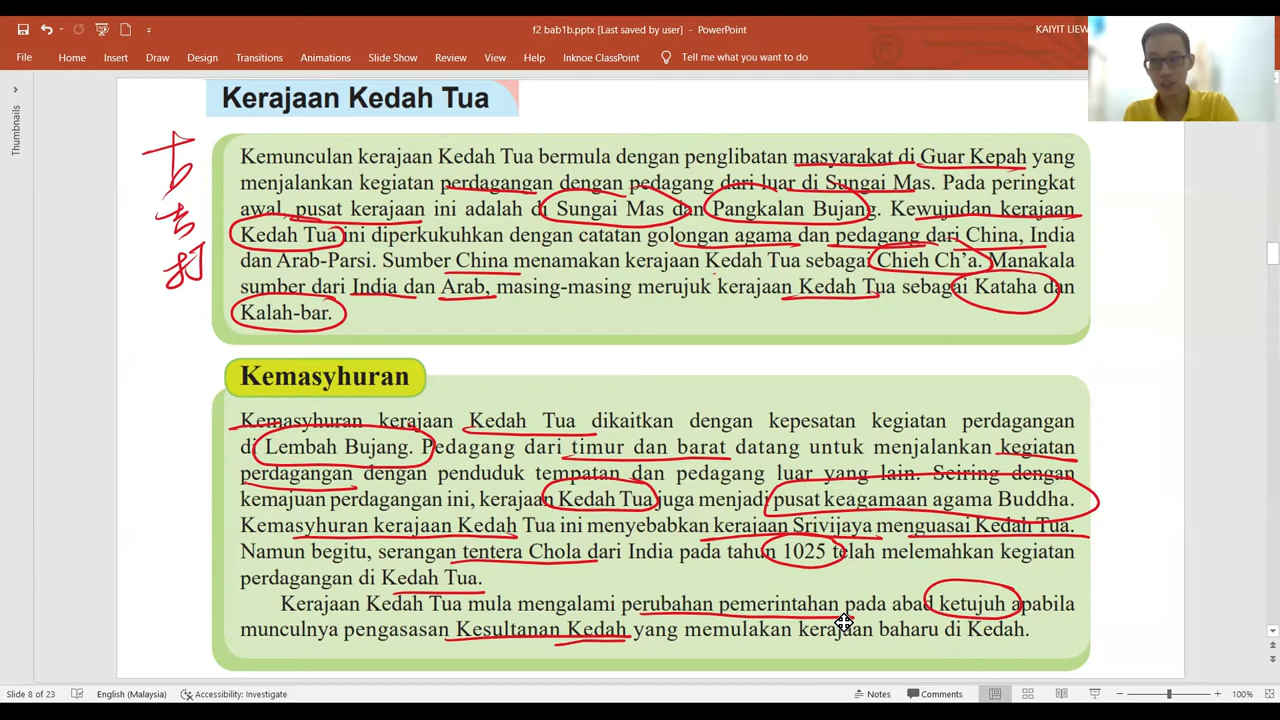 f2 bab1b.pptx [Last saved by user] - PowerPoint
KAIYIT LIEW
File Home Insert Draw Design Transitions Animations Slide Show Review View Help Inknoe ClassPoint Tell me what you want to do
Thumbnails
Kerajaan Kedah Tua
Kemunculan kerajaan Kedah Tua bermula dengan penglibatan masyarakat di Guar Kepah yang
menjalankan kegiatan perdagangan dengan pedagang dari luar di Sungai Mas. Pada peringkat
awal, pusat kerajaan ini adalah di Sungai Mas dan Pangkalan Bujang. Kewujudan kerajaan
Kedah Tua ini diperkukuhkan dengan catatan golongan agama dan pedagang dari China, India
dan Arab-Parsi. Sumber China menamakan kerajaan Kedah Tua sebagai Chieh Ch'a. Manakala
sumber dari India dan Arab, masing-masing merujuk kerajaan Kedah Tua sebagai Kataha dan
Kalah-bar.
Kemasyhuran
Kemasyhuran kerajaan Kedah Tua dikaitkan dengan kepesatan kegiatan perdagangan
di Lembah Bujang. Pedagang dari timur dan barat datang untuk menjalankan kegiatan
perdagangan dengan penduduk tempatan dan pedagang luar yang lain. Seiring dengan
kemajuan perdagangan ini, kerajaan Kedah Tua juga menjadi pusat keagamaan agama Buddha.
Kemasyhuran kerajaan Kedah Tua ini menyebabkan kerajaan Srivijaya menguasai Kedah Tua.
Namun begitu, serangan tentera Chola dari India pada tahun 1025 telah melemahkan kegiatan
perdagangan di Kedah Tua.
Kerajaan Kedah Tua mula mengalami perubahan pemerintahan pada abad ketujuh apabila
munculnya pengasasan Kesultanan Kedah yang memulakan kerajaan baharu di Kedah.
Slide 8 of 23 English (Malaysia) Accessibility: Investigate Notes Comments 100%